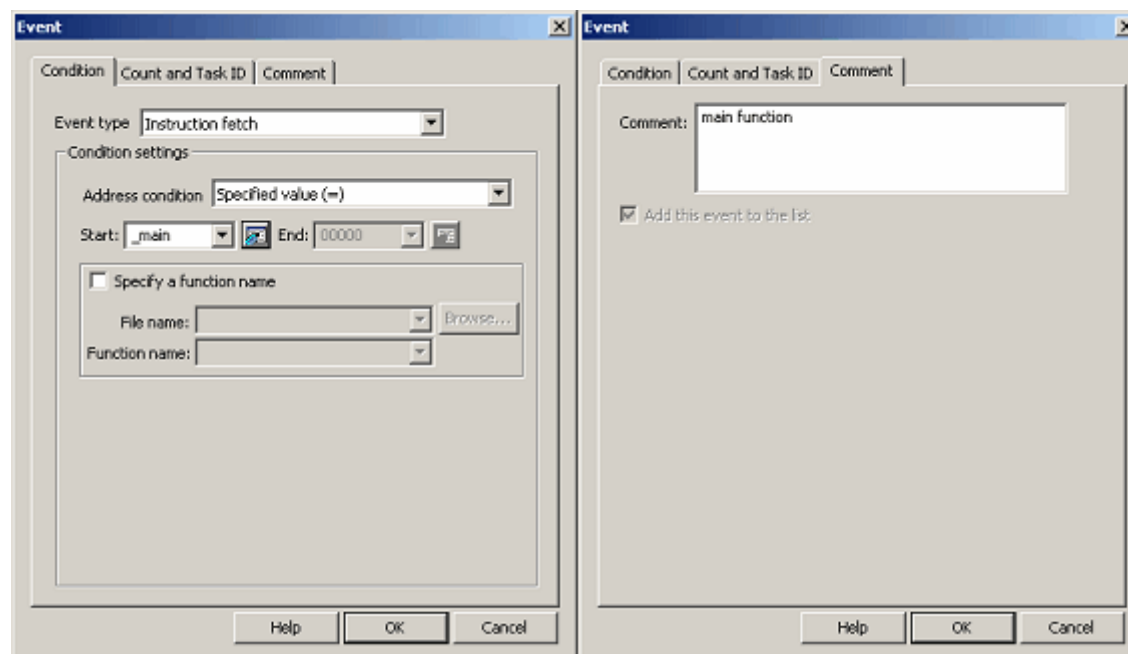 Event
Condition Count and Task ID Comment
Event type Instruction fetch
Condition settings
Address condition Specified value (=)
Start: _main End: 00000
Specify a function name
File name: Browse...
Function name:
Help OK Cancel
Event
Condition Count and Task ID Comment
Comment: main function
Add this event to the list
Help OK Cancel